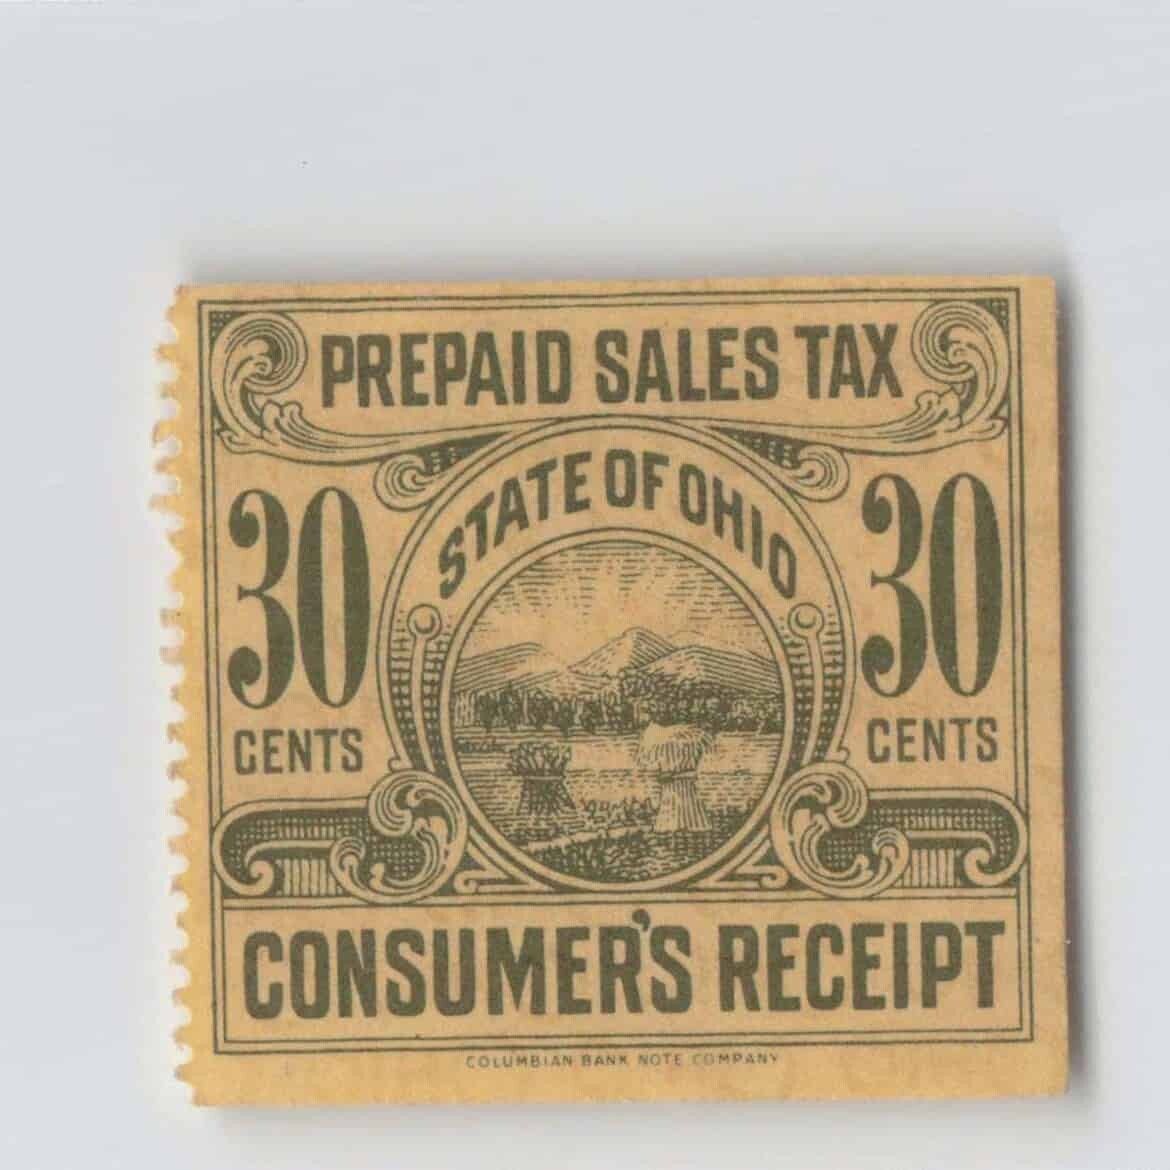 PREPAID SALES TAX
STATE OF OHIO
30 30
CENTS CENTS
CONSUMER'S RECEIPT
COLUMBIAN BANK NOTE COMPANY